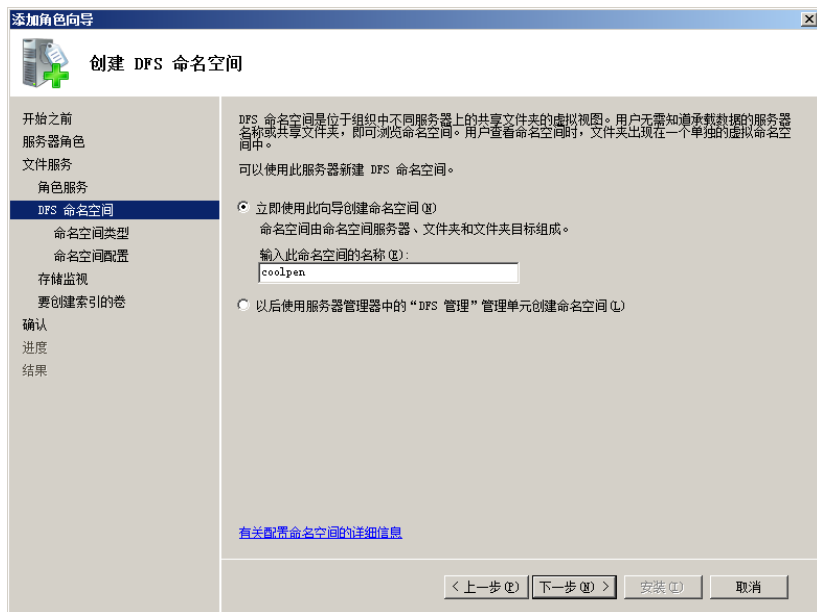 添加角色向导
创建 DFS 命名空间
开始之前
服务器角色
文件服务
角色服务
DFS 命名空间
命名空间类型
命名空间配置
存储监视
要创建索引的卷
确认
进度
结果
DFS 命名空间是位于组织中不同服务器上的共享文件夹的虚拟视图。用户无需知道承载数据的服务器
名称或共享文件夹，即可浏览命名空间。用户查看命名空间时，文件夹出现在一个单独的虚拟命名空
间中。
可以使用此服务器新建 DFS 命名空间。
立即使用此向导创建命名空间(N)
命名空间由命名空间服务器、文件夹和文件夹目标组成。
输入此命名空间的名称(E):
coolpen
以后使用服务器管理器中的“DFS 管理”管理单元创建命名空间(L)
有关配置命名空间的详细信息
< 上一步(P)
下一步(N) >
安装(I)
取消